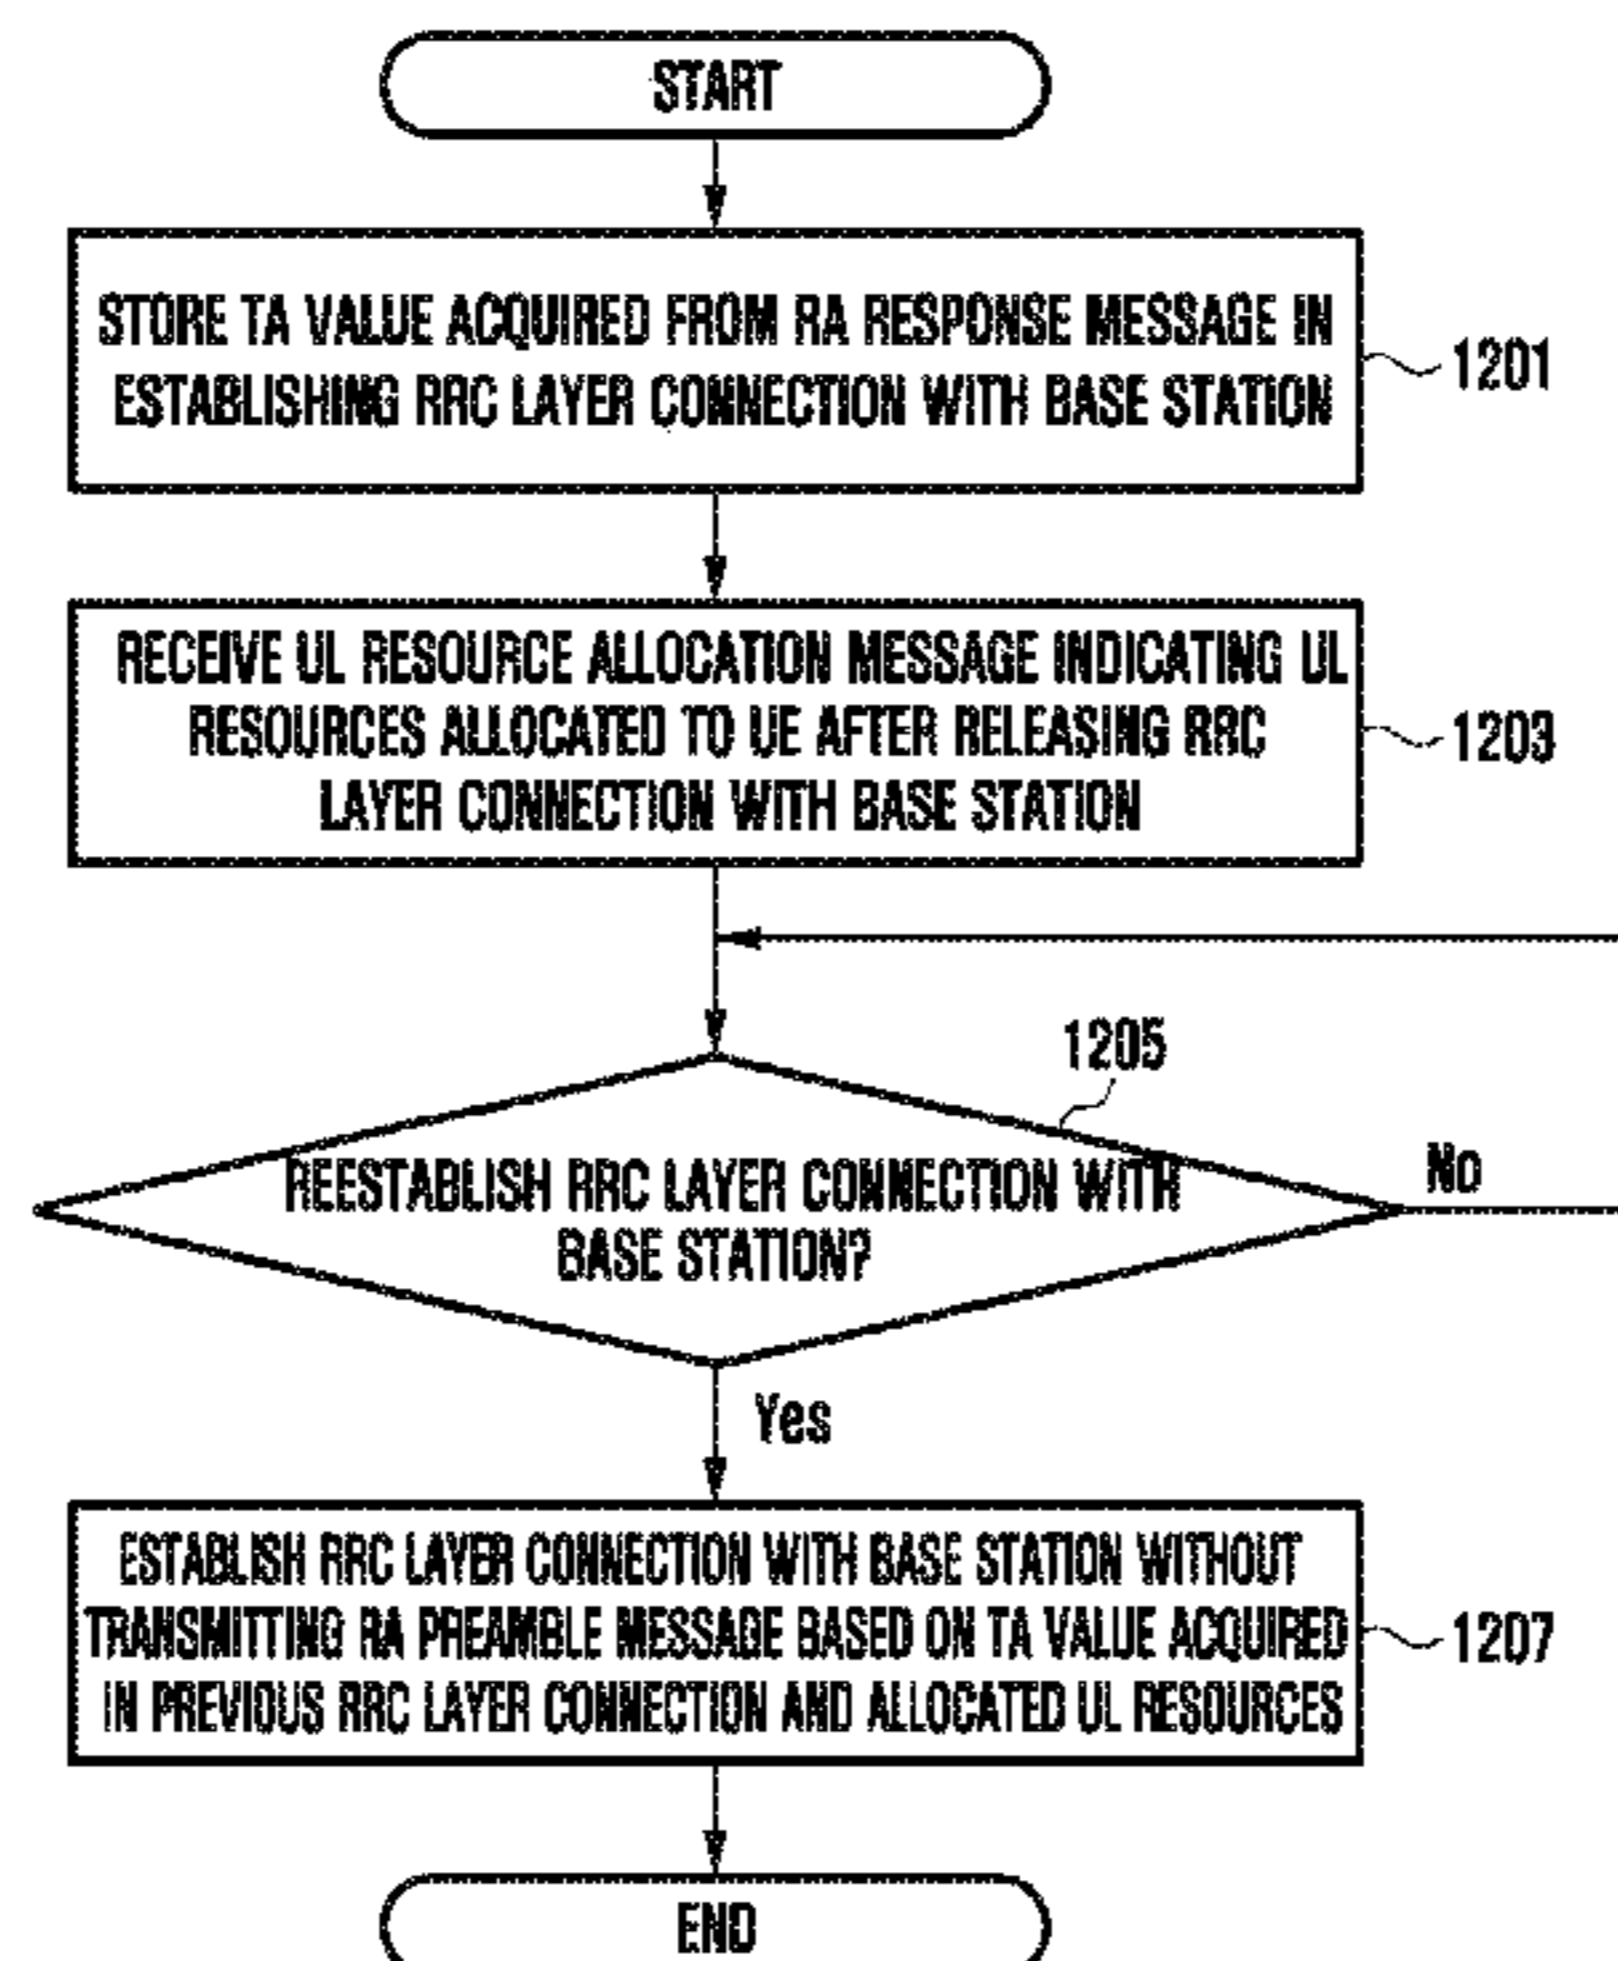 START
STORE TA VALUE ACQUIRED FROM RA RESPONSE MESSAGE IN
ESTABLISHING RRC LAYER CONNECTION WITH BASE STATION
1201
RECEIVE UL RESOURCE ALLOCATION MESSAGE INDICATING UL
RESOURCES ALLOCATED TO UE AFTER RELEASING RRC
LAYER CONNECTION WITH BASE STATION
1203
1205
REESTABLISH RRC LAYER CONNECTION WITH
BASE STATION?
No
Yes
ESTABLISH RRC LAYER CONNECTION WITH BASE STATION WITHOUT
TRANSMITTING RA PREAMBLE MESSAGE BASED ON TA VALUE ACQUIRED
IN PREVIOUS RRC LAYER CONNECTION AND ALLOCATED UL RESOURCES
1207
END